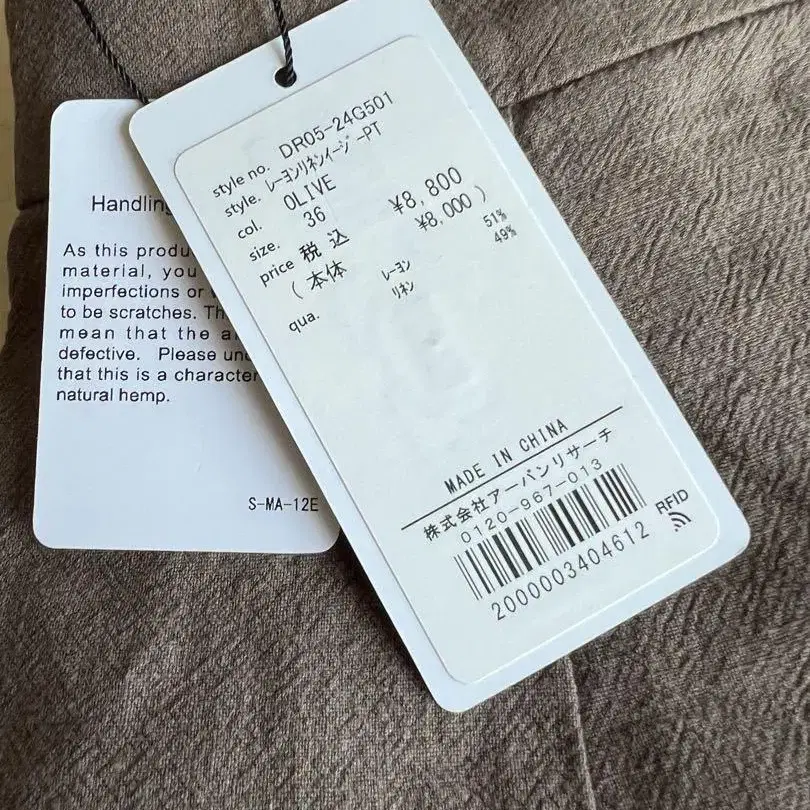 Handling
As this produ
material, you
imperfections or
to be scratches. Th
mean that the a
defective. Please un
that this is a character
natural hemp.
S-MA-12E
style no. DR05-24G501
style. レーヨンリネンイージーPT
col. OLIVE
size. 36
price 税込 ¥8,800
(本体 ¥8,000)
qua. レーヨン 51%
リネン 49%
MADE IN CHINA
株式会社アーバンリサーチ
0120-967-013
2000003404612
RFID